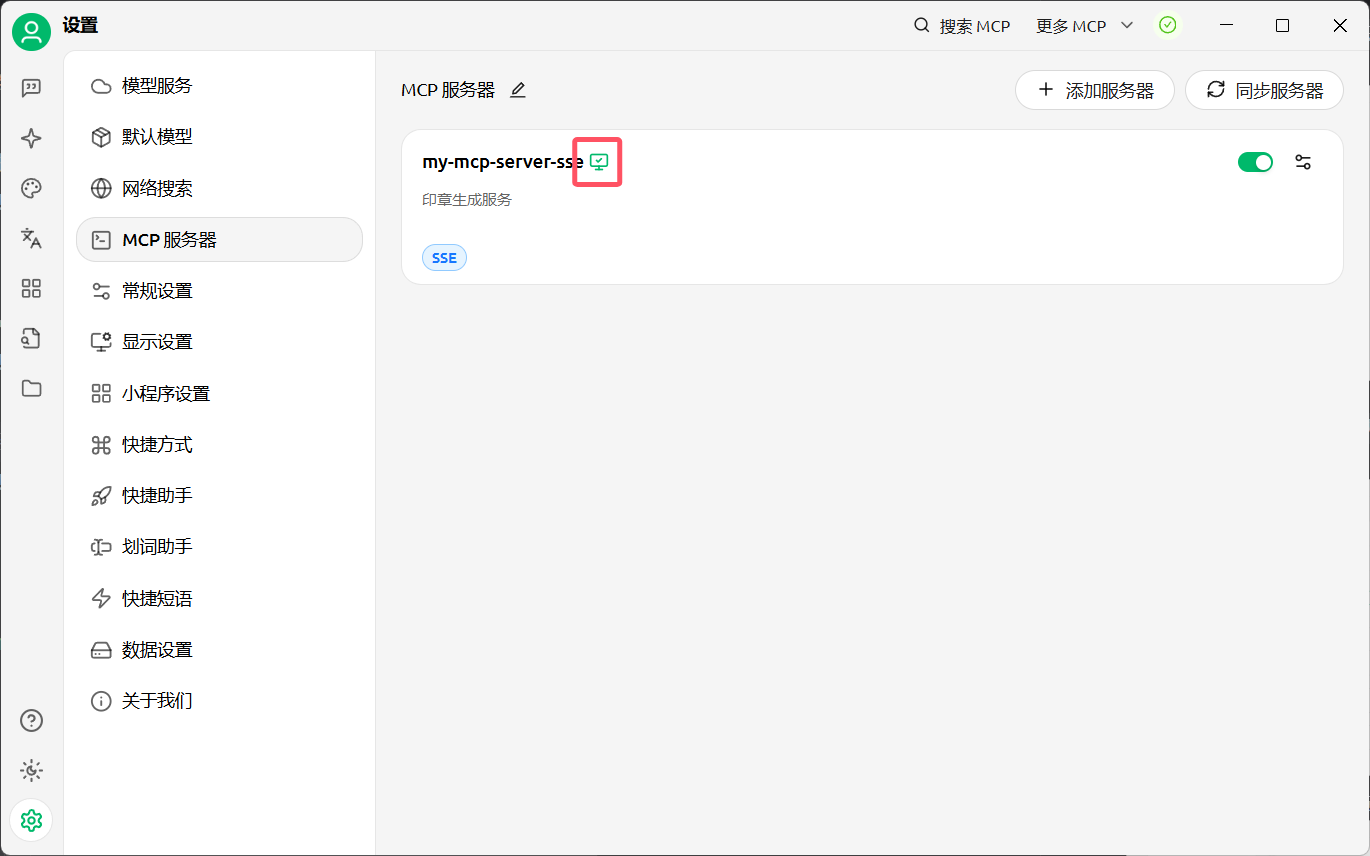 设置
搜索 MCP
更多 MCP
模型服务
默认模型
网络搜索
MCP 服务器
常规设置
显示设置
小程序设置
快捷方式
快捷助手
划词助手
快捷短语
数据设置
关于我们
MCP 服务器
添加服务器
同步服务器
my-mcp-server-sse
印章生成服务
SSE